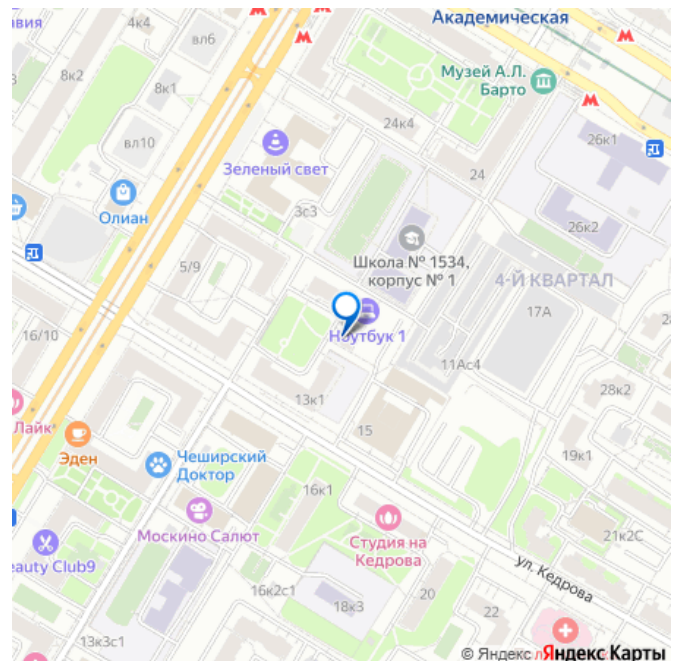 Академическая
4к4
вл6
8к2
8к1
Музей А.Л.
Барто
24к4
26к1
вл10
Зеленый свет
24
Олиан
3с3
26к2
Школа № 1534,
корпус № 1
4-Й КВАРТАЛ
5/9
17А
Ноутбук 1
16/10
11Ас4
28к2
13к1
Лайк
15
Эден
Чеширский
Доктор
19к1
16к1
Москино Салют
Студия на
Кедрова
21к2С
eauty Club9
ул. Кедрова
16к2с1
18к3
20
22
13к3с1
© Яндекс
Яндекс Карты